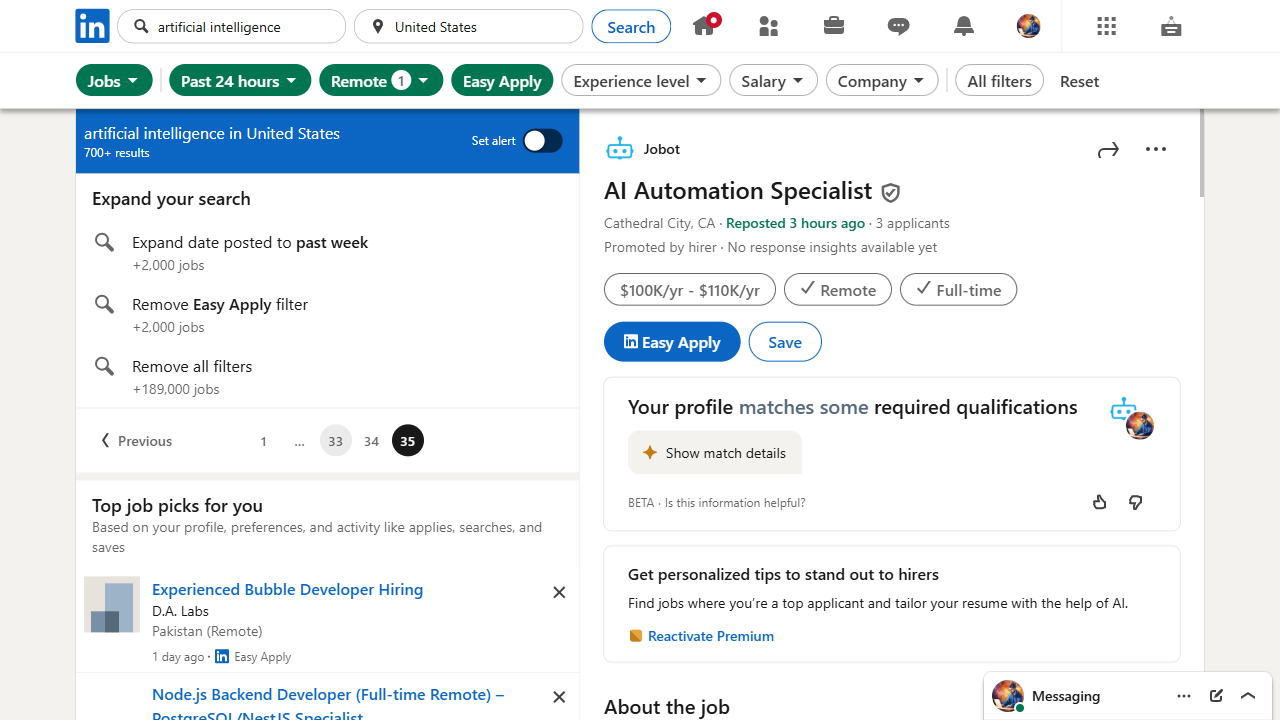 in
artificial intelligence
United States
Search
Jobs
Past 24 hours
Remote 1
Easy Apply
Experience level
Salary
Company
All filters
Reset
artificial intelligence in United States
700+ results
Set alert
Expand your search
Expand date posted to past week
+2,000 jobs
Remove Easy Apply filter
+2,000 jobs
Remove all filters
+189,000 jobs
Previous
1
…
33
34
35
Top job picks for you
Based on your profile, preferences, and activity like applies, searches, and
saves
Experienced Bubble Developer Hiring
D.A. Labs
Pakistan (Remote)
1 day ago · in Easy Apply
Node.js Backend Developer (Full-time Remote) –
PostgreSQL/NestJS Specialist
Jobot
AI Automation Specialist
Cathedral City, CA · Reposted 3 hours ago · 3 applicants
Promoted by hirer · No response insights available yet
$100K/yr - $110K/yr
Remote
Full-time
in Easy Apply
Save
Your profile matches some required qualifications
Show match details
BETA · Is this information helpful?
Get personalized tips to stand out to hirers
Find jobs where you’re a top applicant and tailor your resume with the help of AI.
Reactivate Premium
About the job
Messaging